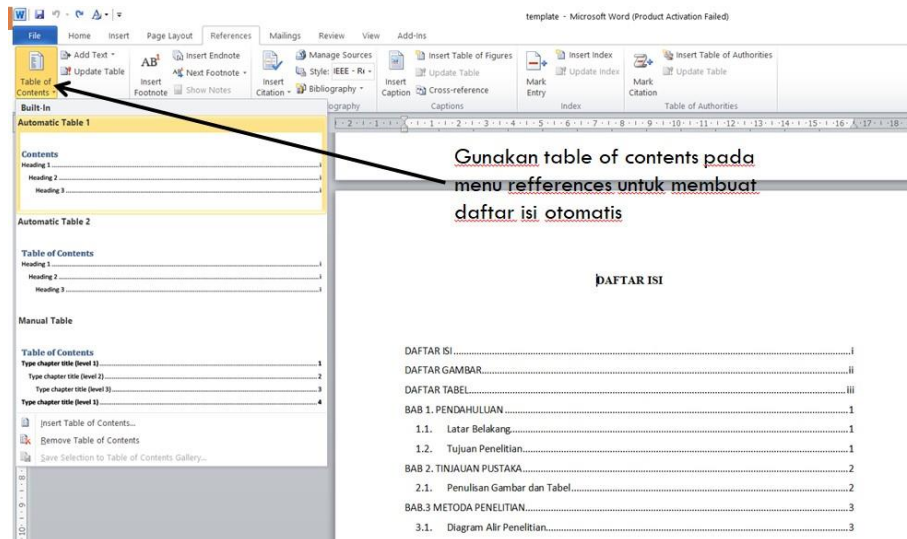 template - Microsoft Word (Product Activation Failed)
File Home Insert Page Layout References Mailings Review View Add-Ins
Table of Contents
Add Text
Update Table
AB¹
Insert Footnote
Insert Endnote
Next Footnote
Show Notes
Insert Citation
Manage Sources
Style: IEEE - R
Bibliography
ography
Insert Caption
Insert Table of Figures
Update Table
Cross-reference
Captions
Mark Entry
Insert Index
Update Index
Index
Mark Citation
Insert Table of Authorities
Update Table
Table of Authorities
Built-In
Automatic Table 1
Contents
Heading 1 i
Heading 2 i
Heading 3 i
Automatic Table 2
Table of Contents
Heading 1 i
Heading 2 i
Heading 3 i
Manual Table
Table of Contents
Type chapter title (level 1) 1
Type chapter title (level 2) 2
Type chapter title (level 3) 3
Type chapter title (level 1) 4
Insert Table of Contents...
Remove Table of Contents
Save Selection to Table of Contents Gallery...
Gunakan table of contents pada
menu refferences untuk membuat
daftar isi otomatis
DAFTAR ISI
DAFTAR ISI i
DAFTAR GAMBAR ii
DAFTAR TABEL iii
BAB 1. PENDAHULUAN 1
1.1. Latar Belakang 1
1.2. Tujuan Penelitian 1
BAB 2. TINJAUAN PUSTAKA 2
2.1. Penulisan Gambar dan Tabel 2
BAB.3 METODA PENELITIAN 3
3.1. Diagram Alir Penelitian 3